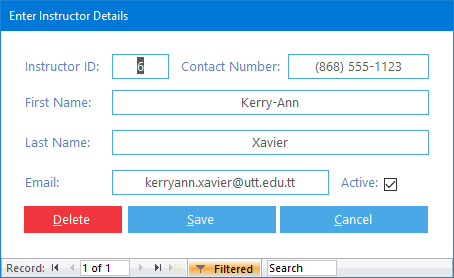 Enter Instructor Details
Instructor ID: 6 Contact Number: (868) 555-1123
First Name: Kerry-Ann
Last Name: Xavier
Email: kerryann.xavier@utt.edu.tt Active:
Delete Save Cancel
Record: 1 of 1 Filtered Search